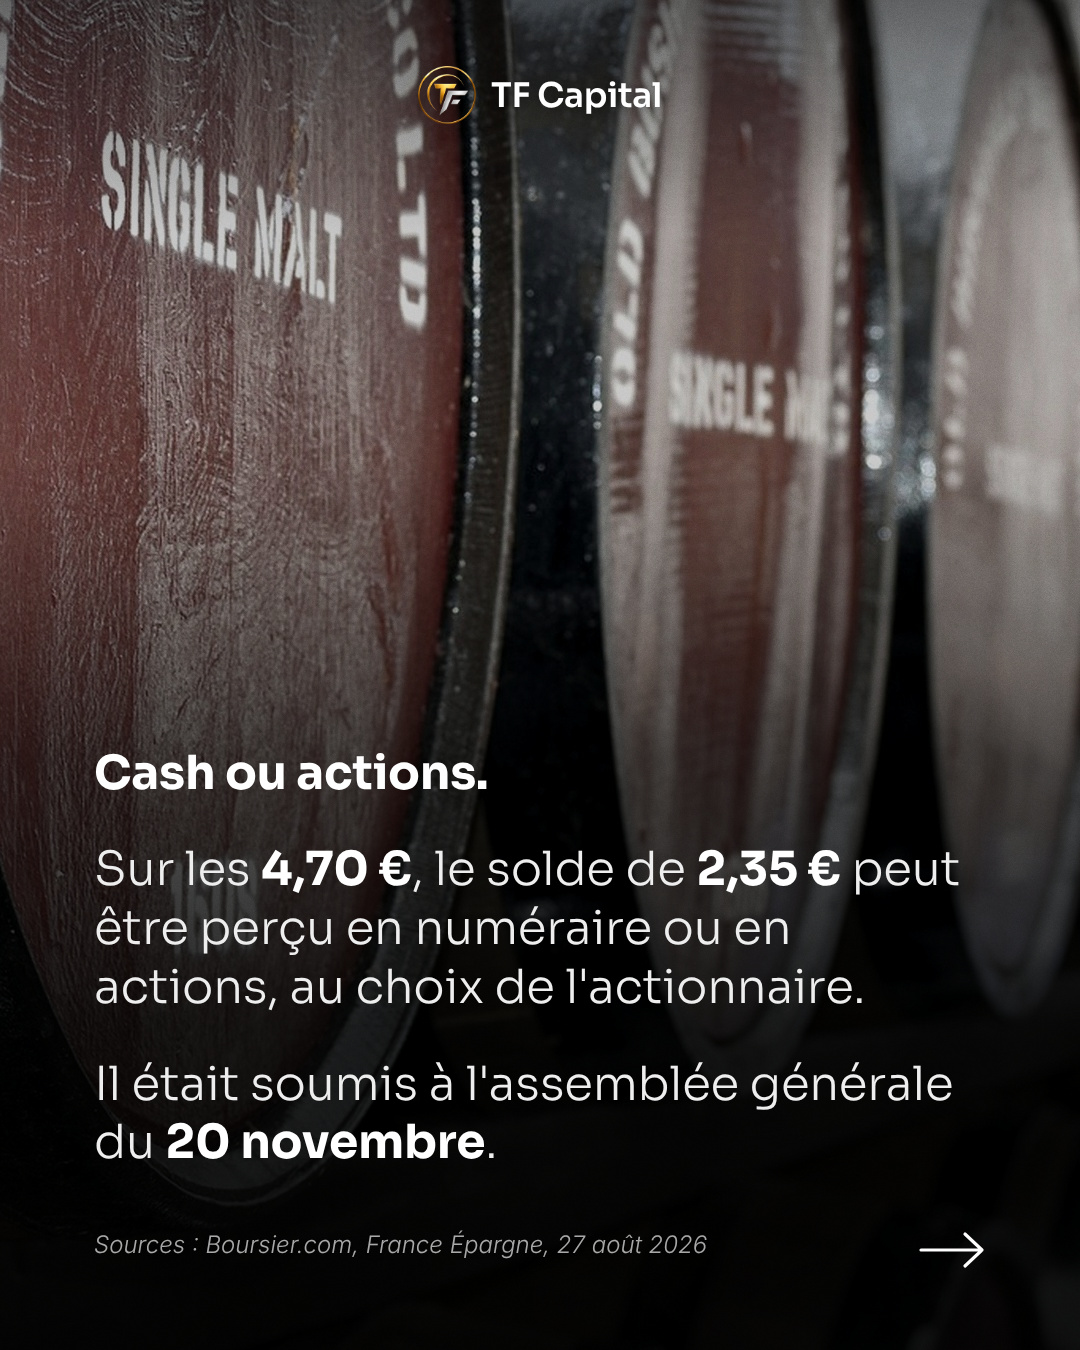 TF Capital
SINGLE MALT
OLD BUSH
SINGLE
Cash ou actions.
Sur les 4,70 €, le solde de 2,35 € peut
être perçu en numéraire ou en
actions, au choix de l'actionnaire.
Il était soumis à l'assemblée générale
du 20 novembre.
Sources : Boursier.com, France Épargne, 27 août 2026